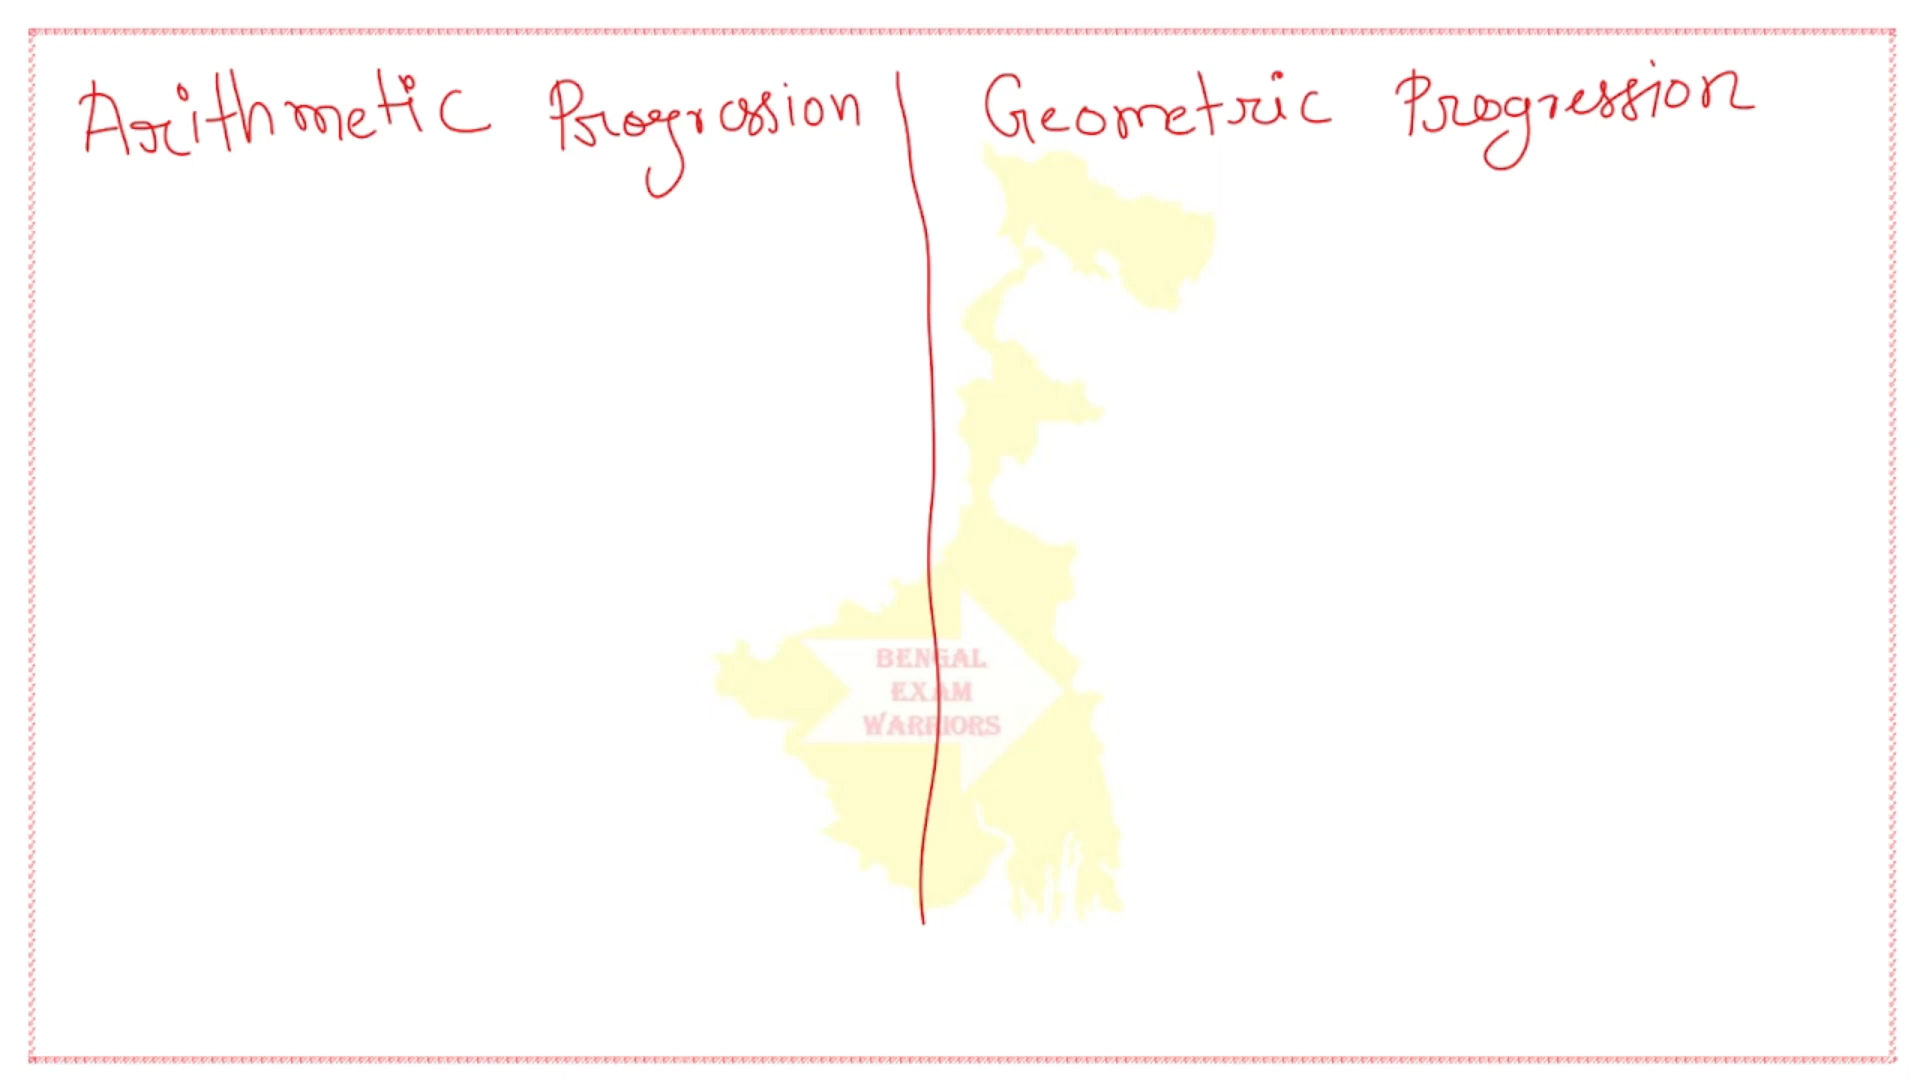 Arithmetic Progression
Geometric Progression
BENGAL
EXAM
WARRIORS